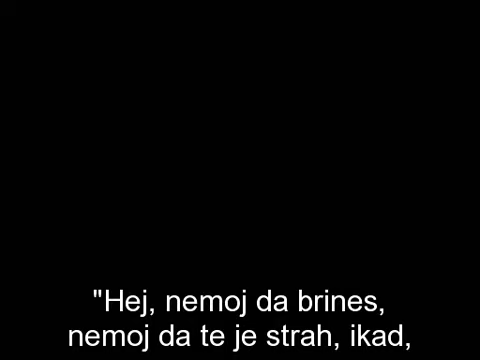 "Hej, nemoj da brines,
nemoj da te je strah, ikad,